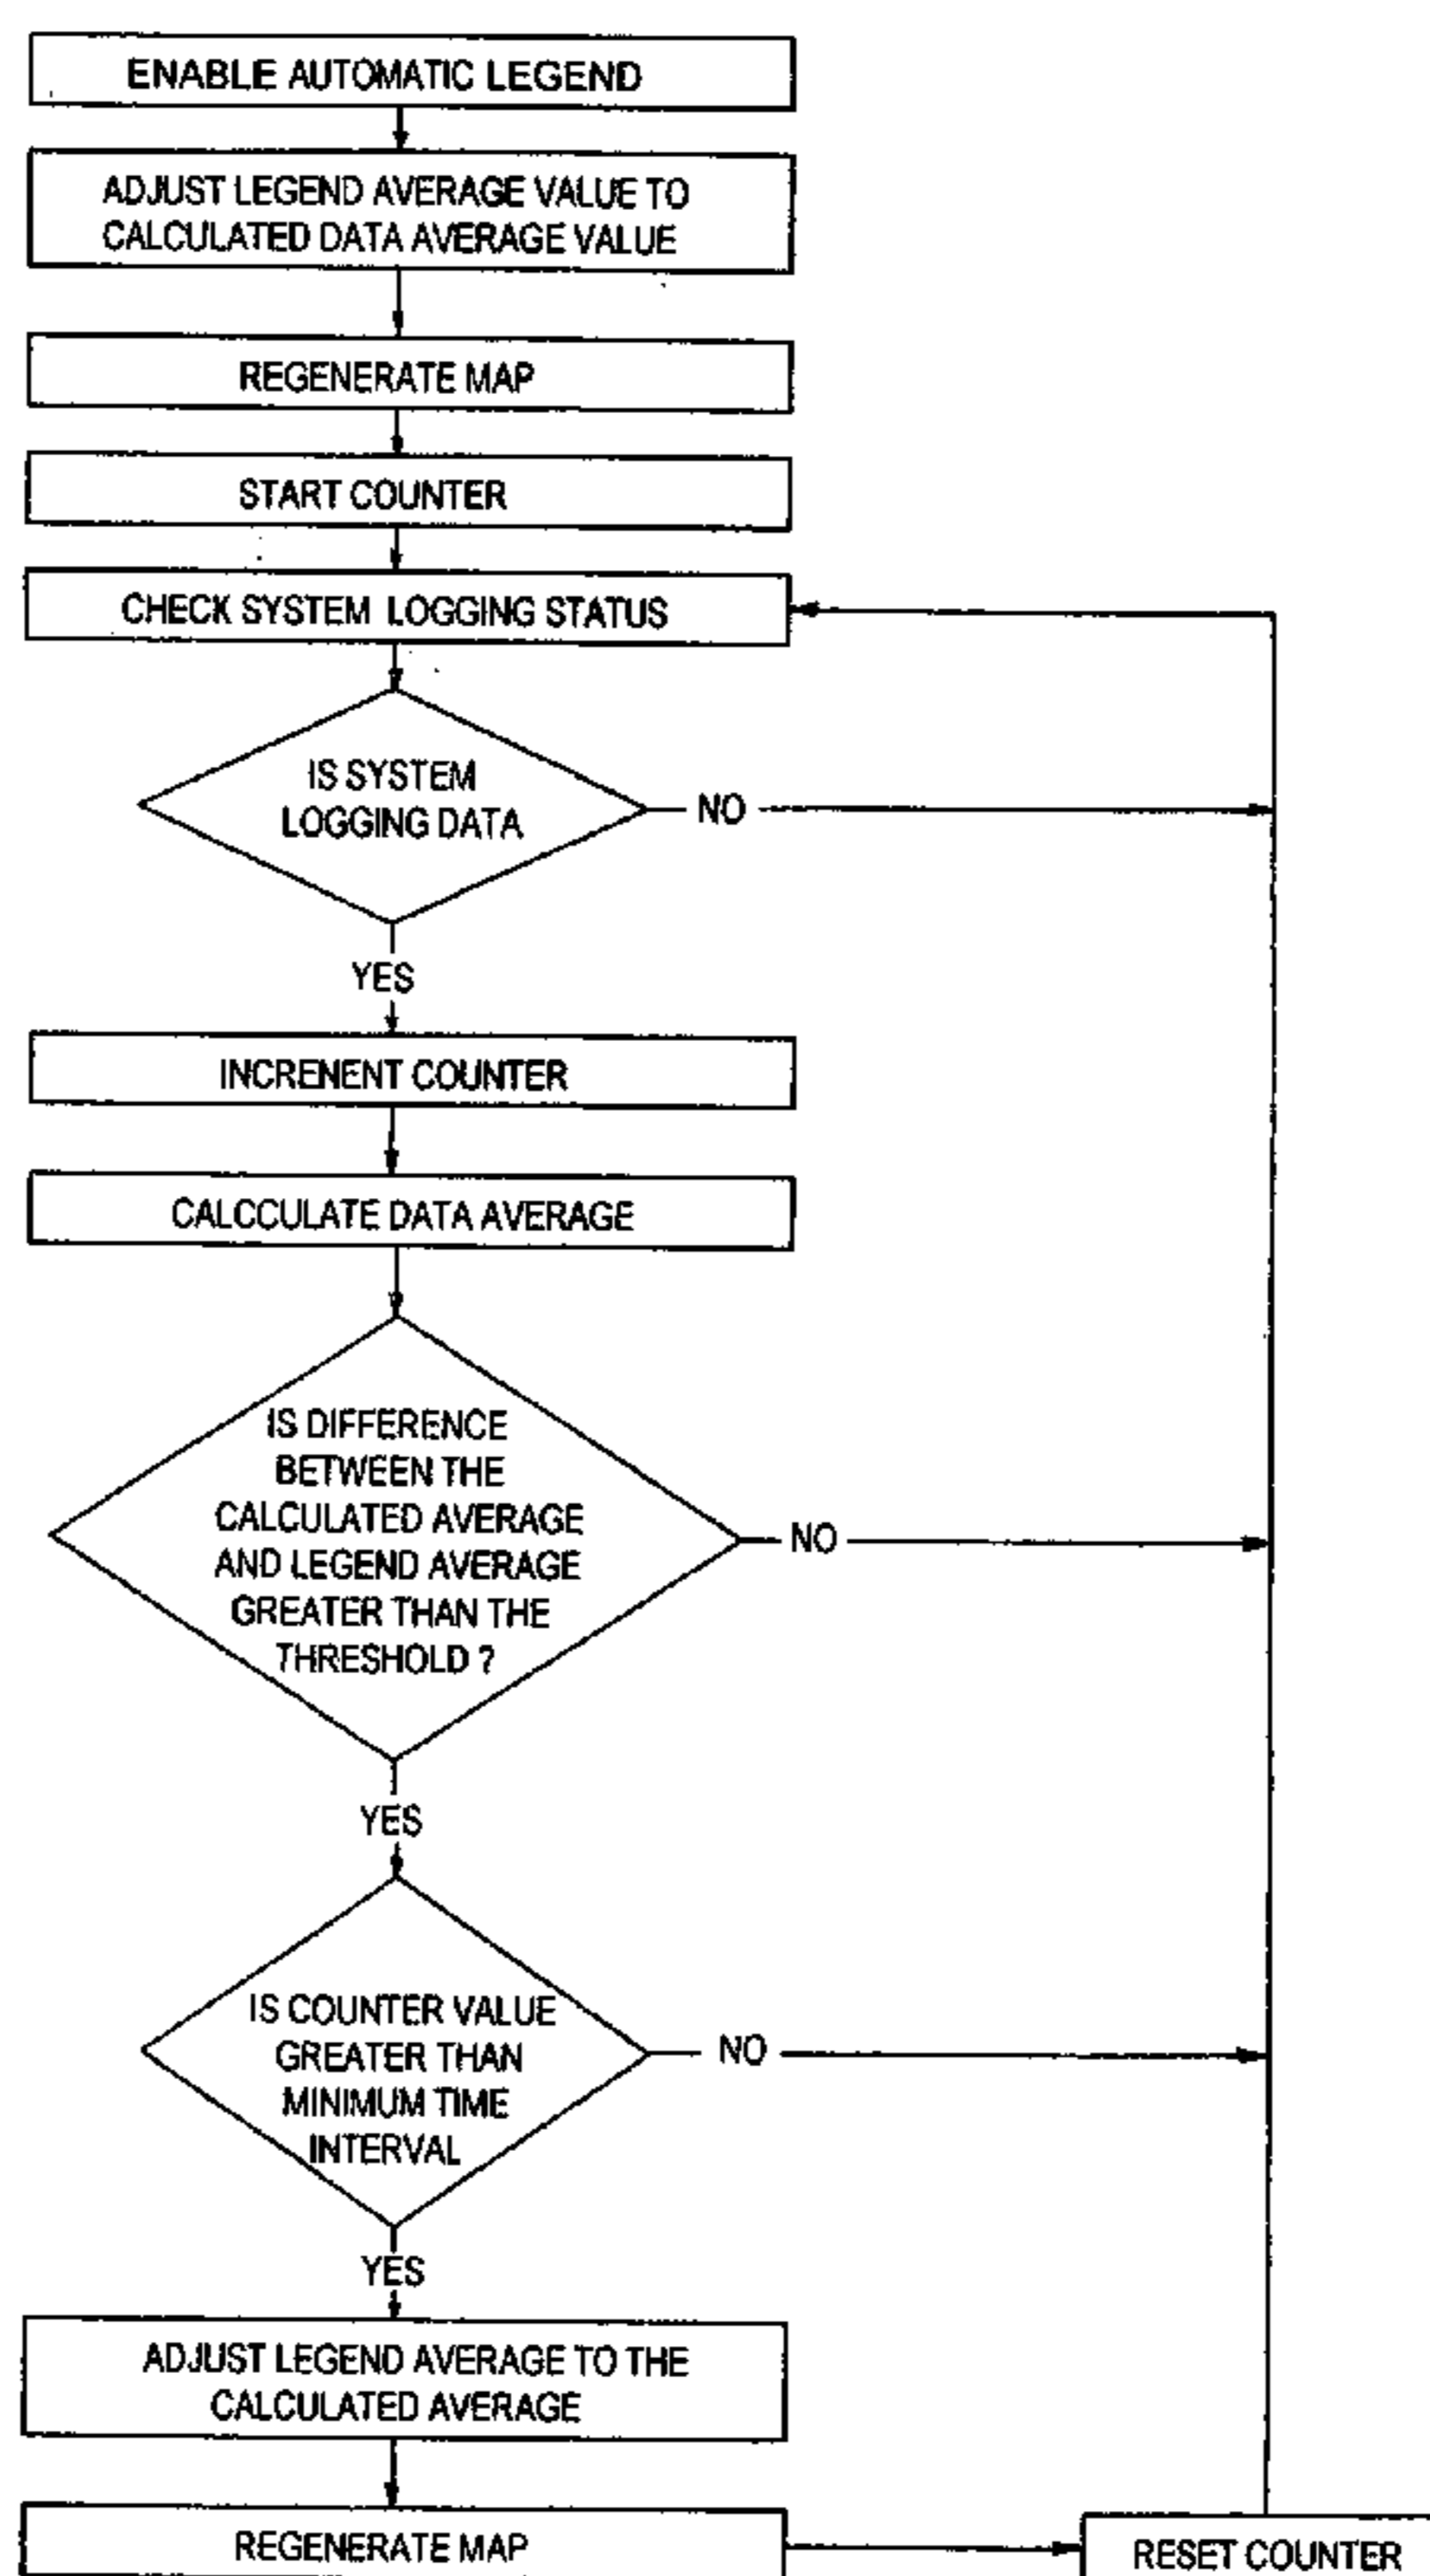 ENABLE AUTOMATIC LEGEND
ADJUST LEGEND AVERAGE VALUE TO
CALCULATED DATA AVERAGE VALUE
REGENERATE MAP
START COUNTER
CHECK SYSTEM LOGGING STATUS
IS SYSTEM
LOGGING DATA
NO
YES
INCRENENT COUNTER
CALCCULATE DATA AVERAGE
IS DIFFERENCE
BETWEEN THE
CALCULATED AVERAGE
AND LEGEND AVERAGE
GREATER THAN THE
THRESHOLD ?
NO
YES
IS COUNTER VALUE
GREATER THAN
MINIMUM TIME
INTERVAL
NO
YES
ADJUST LEGEND AVERAGE TO THE
CALCULATED AVERAGE
REGENERATE MAP
RESET COUNTER